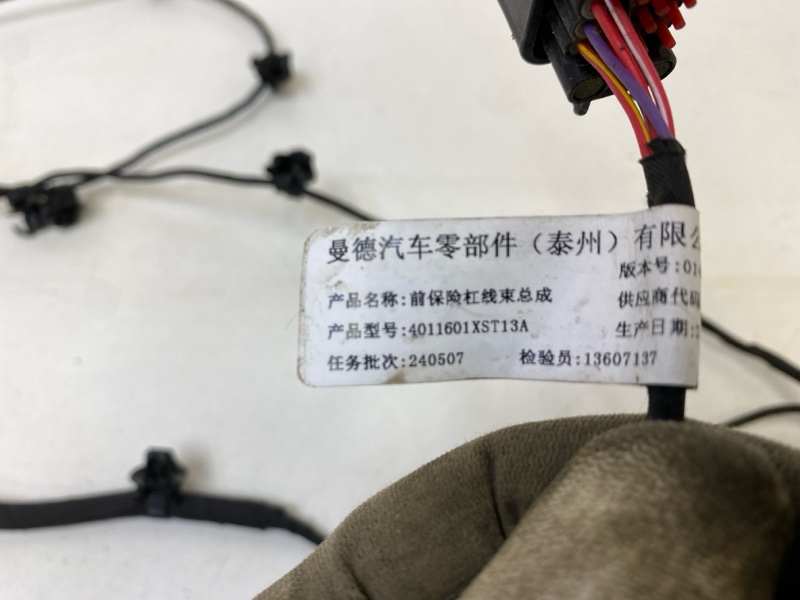 曼德汽车零部件（泰州）有限公
版本号:01
产品名称:前保险杠线束总成
供应商代码
产品型号:4011601XST13A
生产日期:
任务批次:240507 检验员:13607137